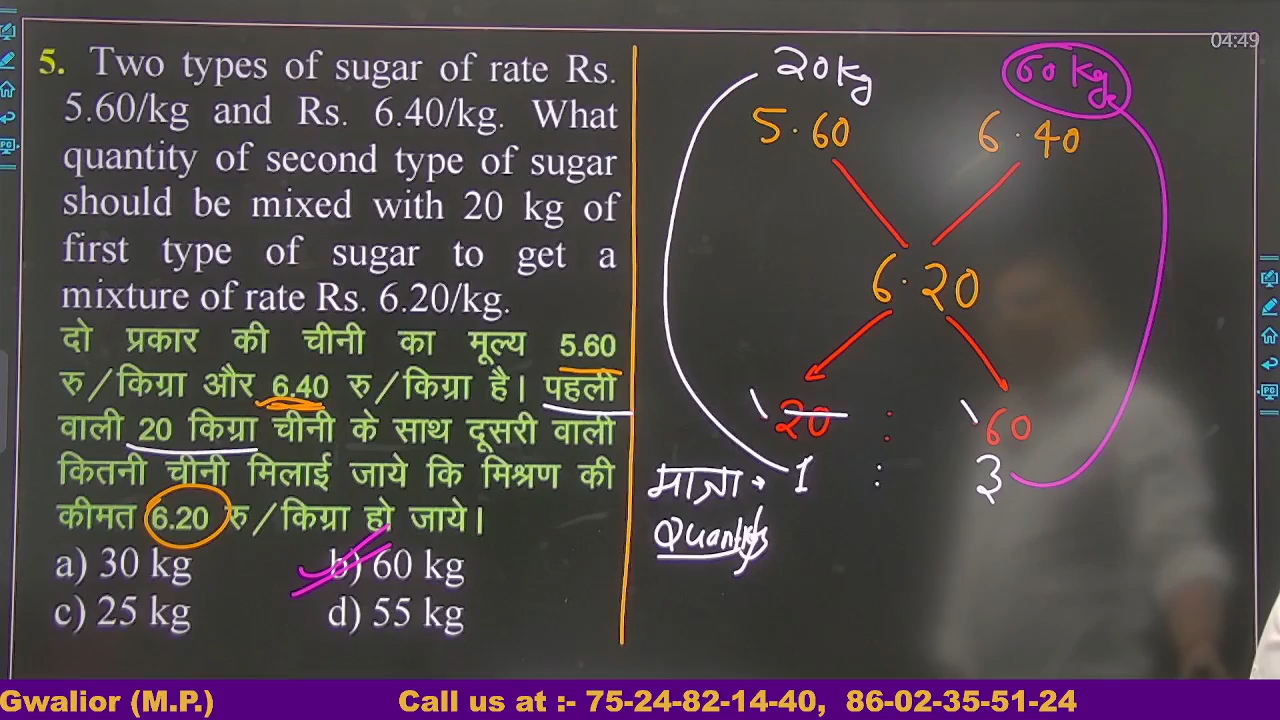 04:49
5. Two types of sugar of rate Rs.
5.60/kg and Rs. 6.40/kg. What
quantity of second type of sugar
should be mixed with 20 kg of
first type of sugar to get a
mixture of rate Rs. 6.20/kg.
दो प्रकार की चीनी का मूल्य 5.60
रु/किग्रा और 6.40 रु/किग्रा है। पहली
वाली 20 किग्रा चीनी के साथ दूसरी वाली
कितनी चीनी मिलाई जाये कि मिश्रण की
कीमत 6.20 रु/किग्रा हो जाये।
a) 30 kg b) 60 kg
c) 25 kg d) 55 kg
20kg 60 kg
5.60 6.40
6.20
20 : 60
मात्रा → 1 : 3
Quantity
PG
PG
Gwalior (M.P.) Call us at :- 75-24-82-14-40, 86-02-35-51-24